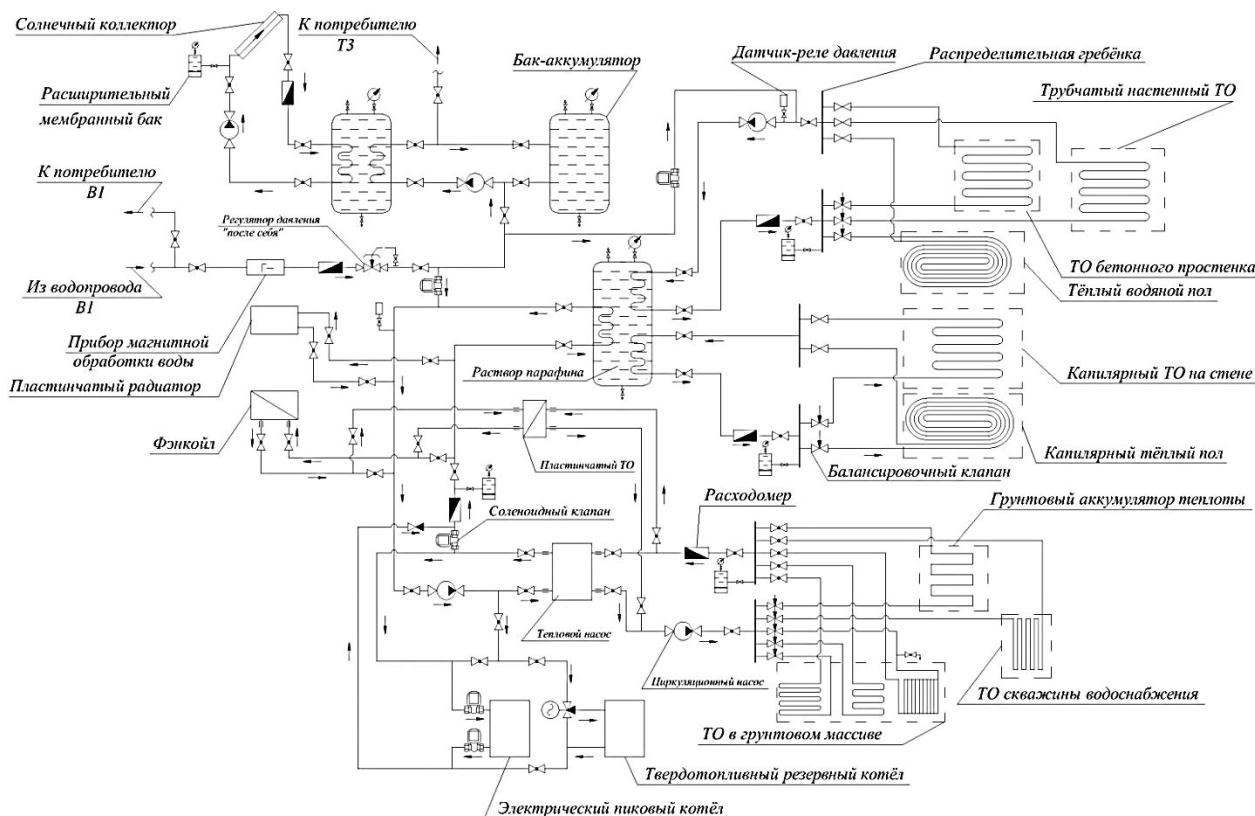 Солнечный коллектор
К потребителю
Т3
Бак-аккумулятор
Датчик-реле давления
Распределительная гребёнка
Трубчатый настенный ТО
Расширительный
мембранный бак
К потребителю
В1
Регулятор давления
"после себя"
Из водопровода
В1
ТО бетонного простенка
Тёплый водяной пол
Прибор магнитной
обработки воды
Пластинчатый радиатор
Раствор парафина
Капилярный ТО на стене
Фэнкойл
Пластинчатый ТО
Балансировочный клапан
Капилярный тёплый пол
Соленоидный клапан
Расходомер
Грунтовый аккумулятор теплоты
Тепловой насос
Циркуляционный насос
ТО скважины водоснабжения
ТО в грунтовом массиве
Твердотопливный резервный котёл
Электрический пиковый котёл